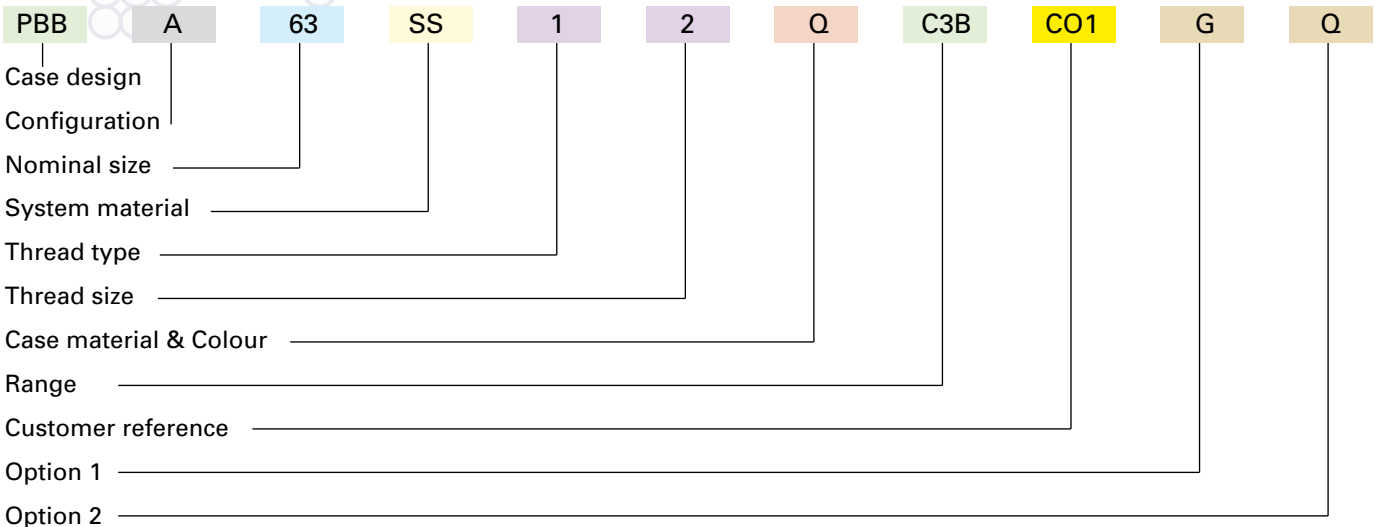 PBB A 63 SS 1 2 Q C3B CO1 G Q
Case design
Configuration
Nominal size
System material
Thread type
Thread size
Case material & Colour
Range
Customer reference
Option 1
Option 2